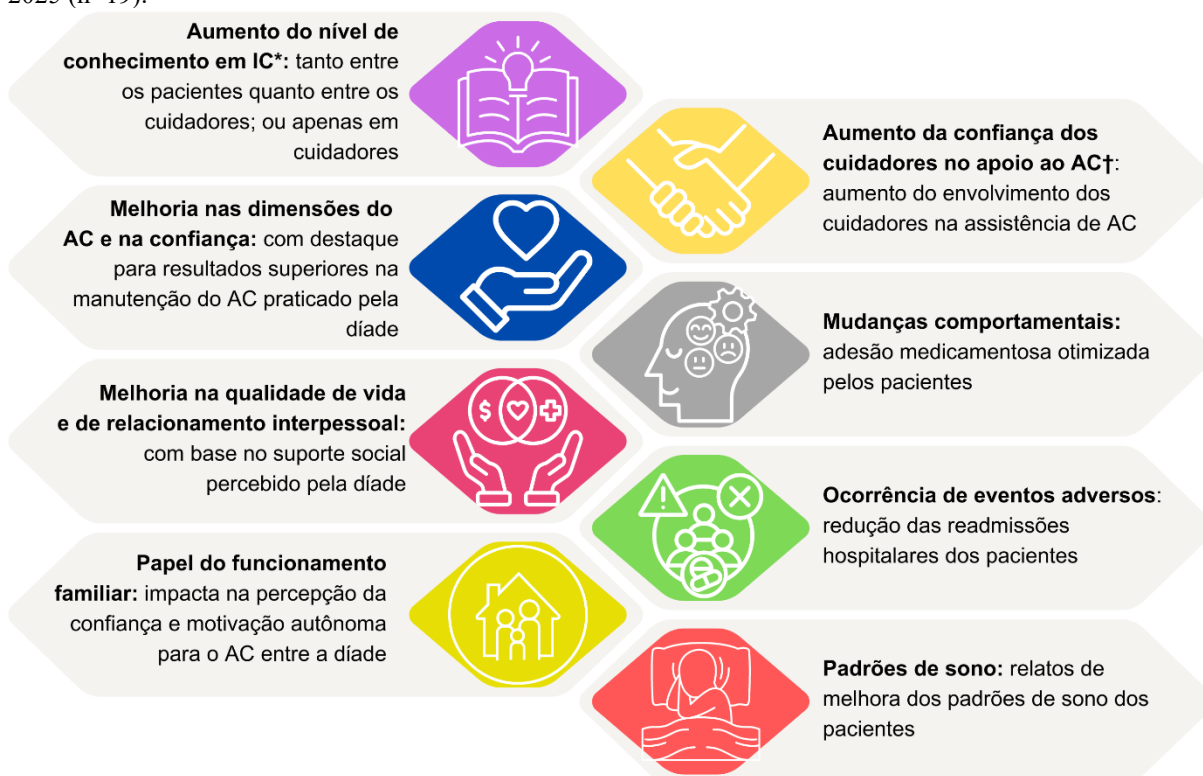 2025 (n=19).
Aumento do nível de
conhecimento em IC*: tanto entre
os pacientes quanto entre os
cuidadores; ou apenas em
cuidadores
Aumento da confiança dos
cuidadores no apoio ao AC†:
aumento do envolvimento dos
cuidadores na assistência de AC
Melhoria nas dimensões do
AC e na confiança: com destaque
para resultados superiores na
manutenção do AC praticado pela
díade
Mudanças comportamentais:
adesão medicamentosa otimizada
pelos pacientes
Melhoria na qualidade de vida
e de relacionamento interpessoal:
com base no suporte social
percebido pela díade
$
Ocorrência de eventos adversos:
redução das readmissões
hospitalares dos pacientes
Papel do funcionamento
familiar: impacta na percepção da
confiança e motivação autônoma
para o AC entre a díade
Padrões de sono: relatos de
melhora dos padrões de sono dos
pacientes